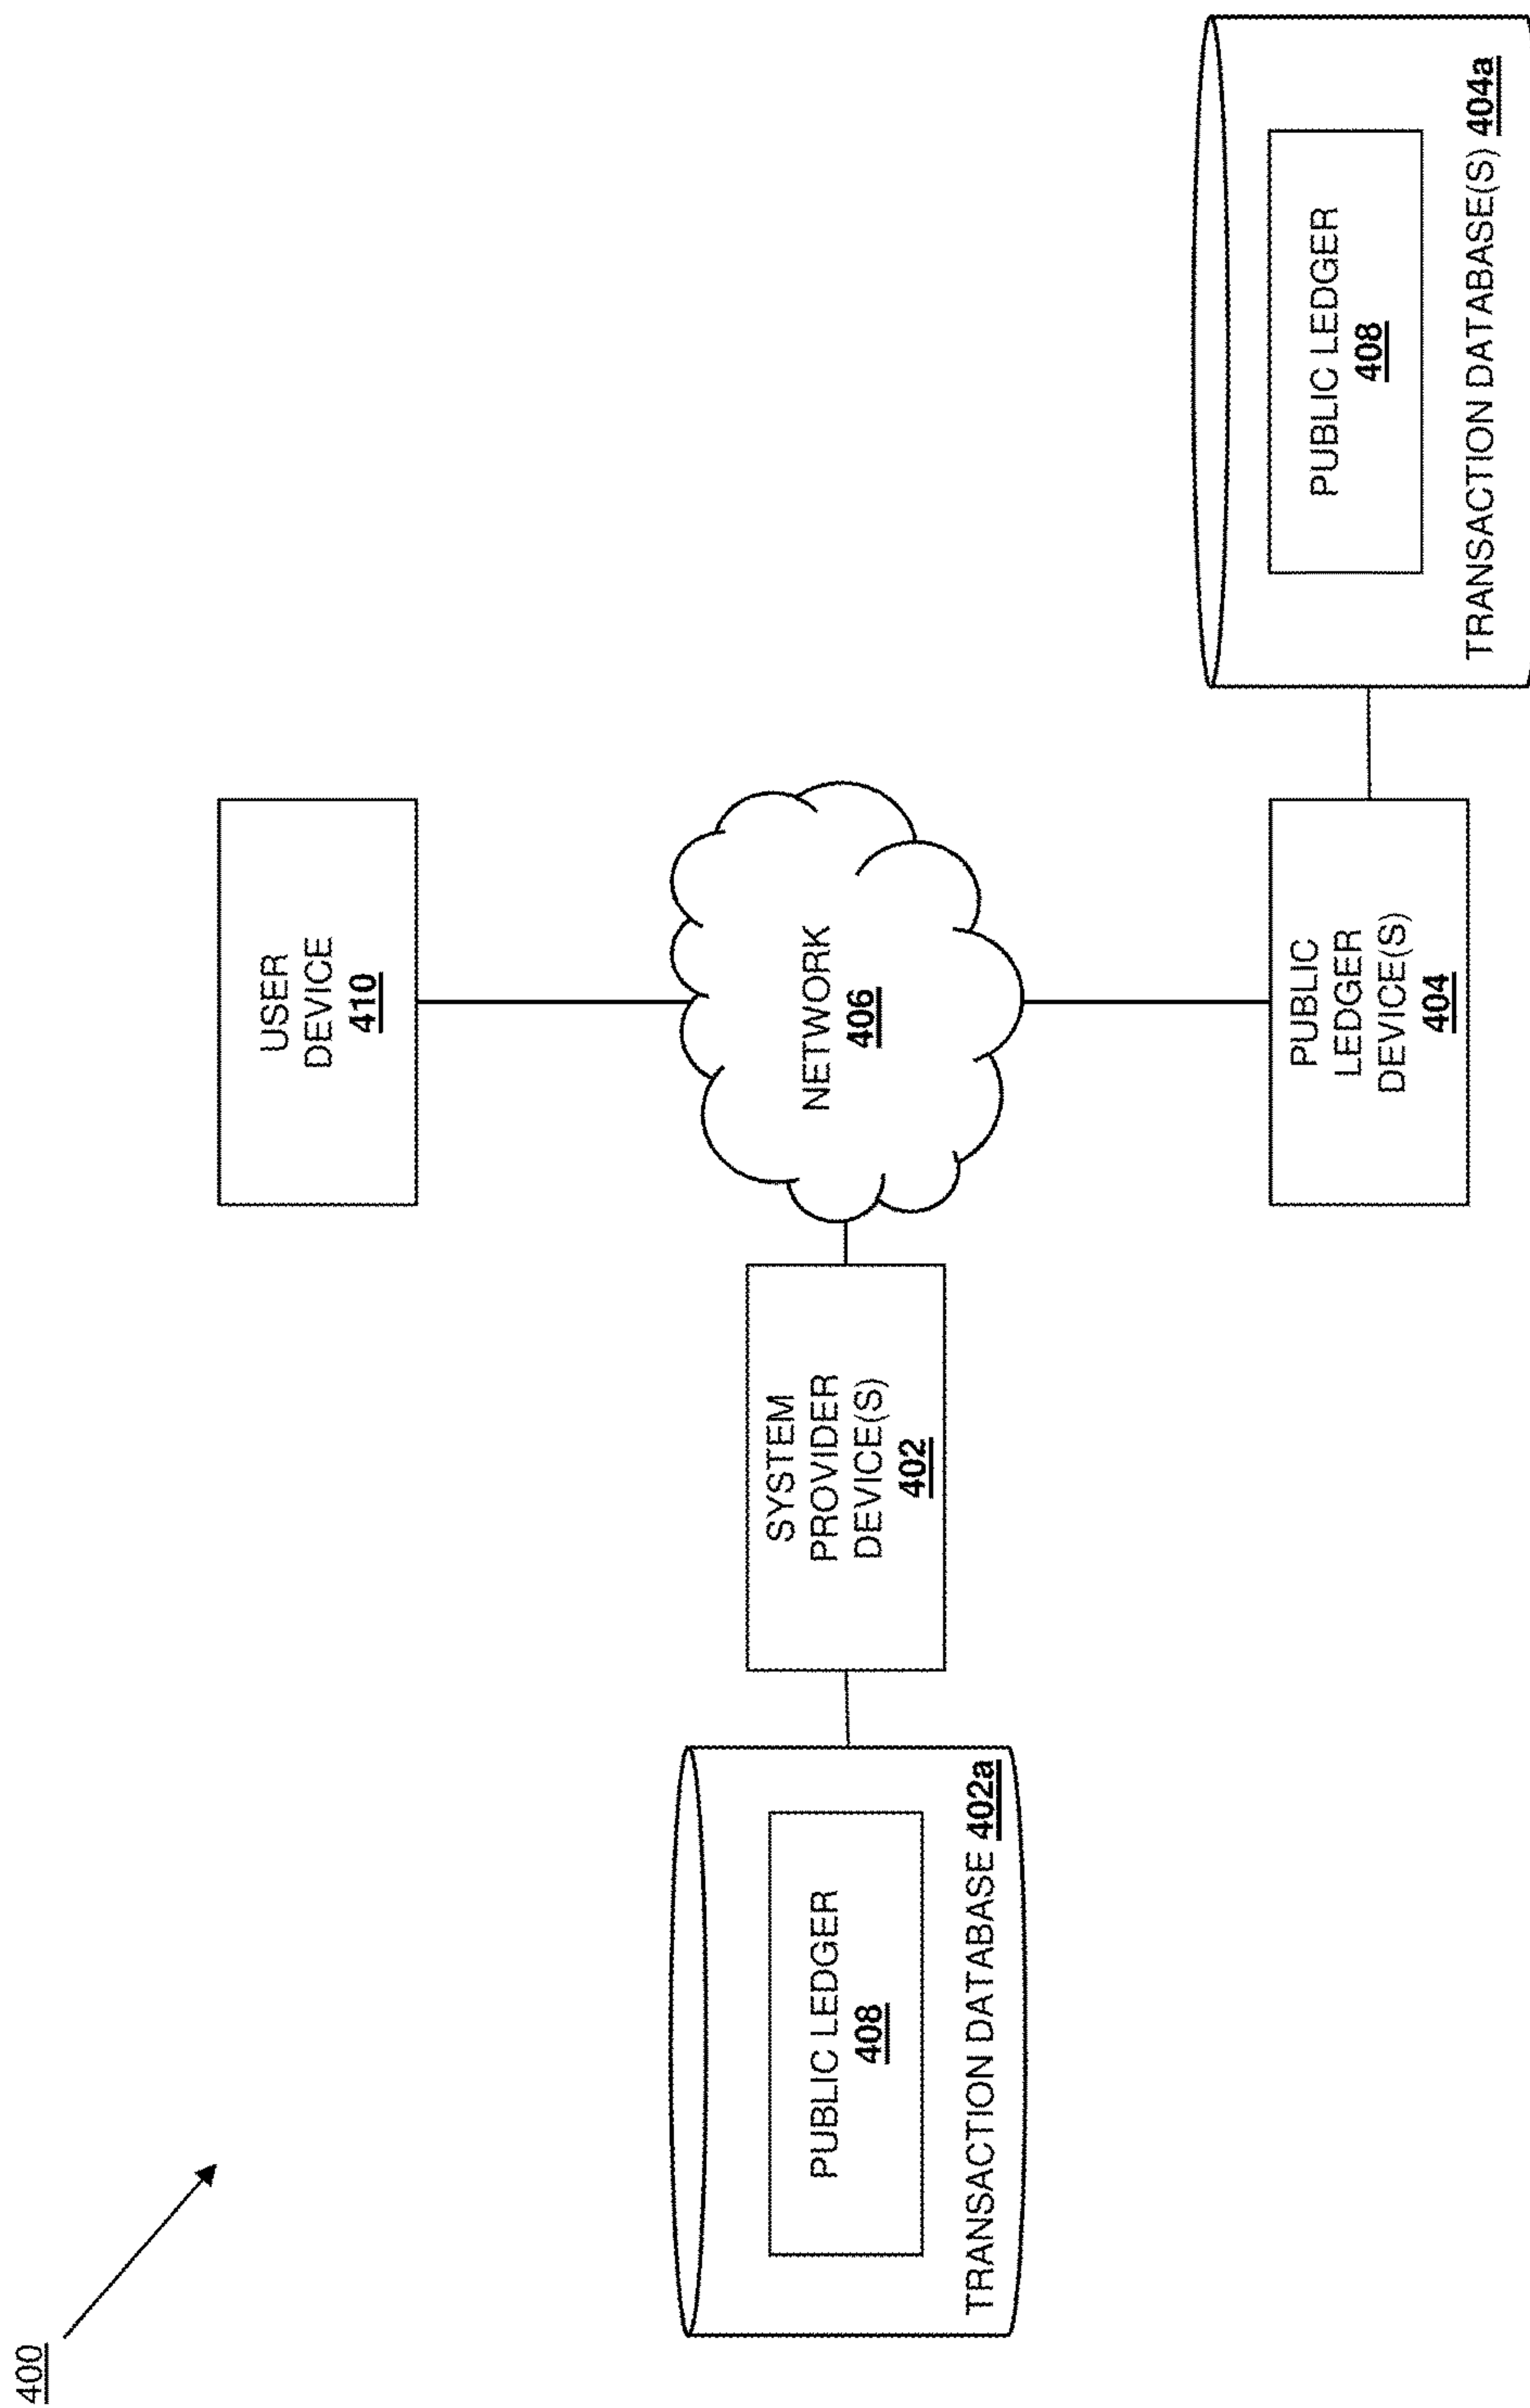 400
USER
DEVICE
410
NETWORK
406
SYSTEM
PROVIDER
DEVICE(S)
402
PUBLIC LEDGER
408
TRANSACTION DATABASE 402a
PUBLIC
LEDGER
DEVICE(S)
404
PUBLIC LEDGER
408
TRANSACTION DATABASE(S) 404a